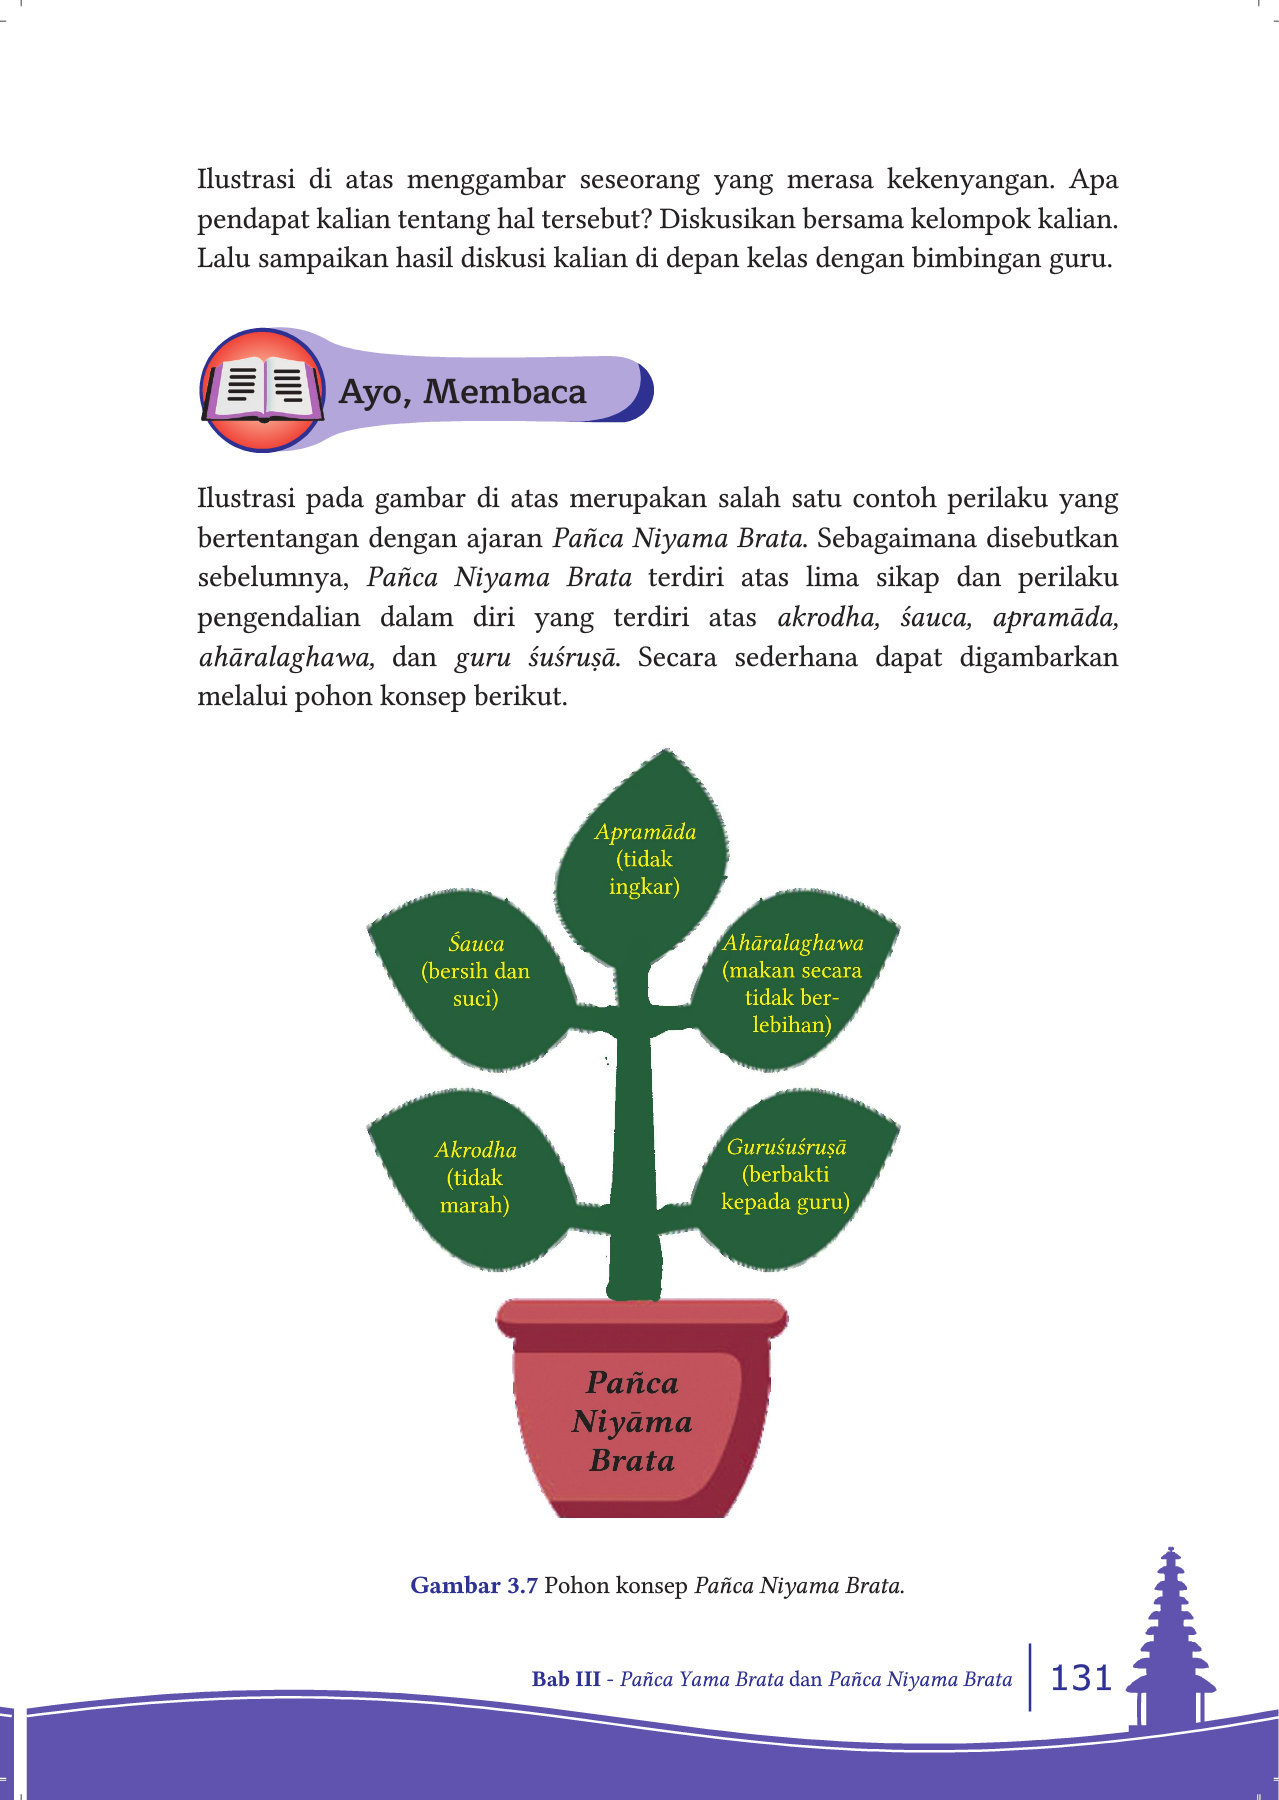 Ilustrasi di atas menggambar seseorang yang merasa kekenyangan. Apa
pendapat kalian tentang hal tersebut? Diskusikan bersama kelompok kalian.
Lalu sampaikan hasil diskusi kalian di depan kelas dengan bimbingan guru.
Ayo, Membaca
Ilustrasi pada gambar di atas merupakan salah satu contoh perilaku yang
bertentangan dengan ajaran Pañca Niyama Brata. Sebagaimana disebutkan
sebelumnya, Pañca Niyama Brata terdiri atas lima sikap dan perilaku
pengendalian dalam diri yang terdiri atas akrodha, śauca, apramāda,
ahāralaghawa, dan guru śuśruṣā. Secara sederhana dapat digambarkan
melalui pohon konsep berikut.
Apramāda
(tidak
ingkar)
Śauca
(bersih dan
suci)
Ahāralaghawa
(makan secara
tidak ber-
lebihan)
Akrodha
(tidak
marah)
Guruśuśruṣā
(berbakti
kepada guru)
Pañca
Niyāma
Brata
Gambar 3.7 Pohon konsep Pañca Niyama Brata.
Bab III - Pañca Yama Brata dan Pañca Niyama Brata 131